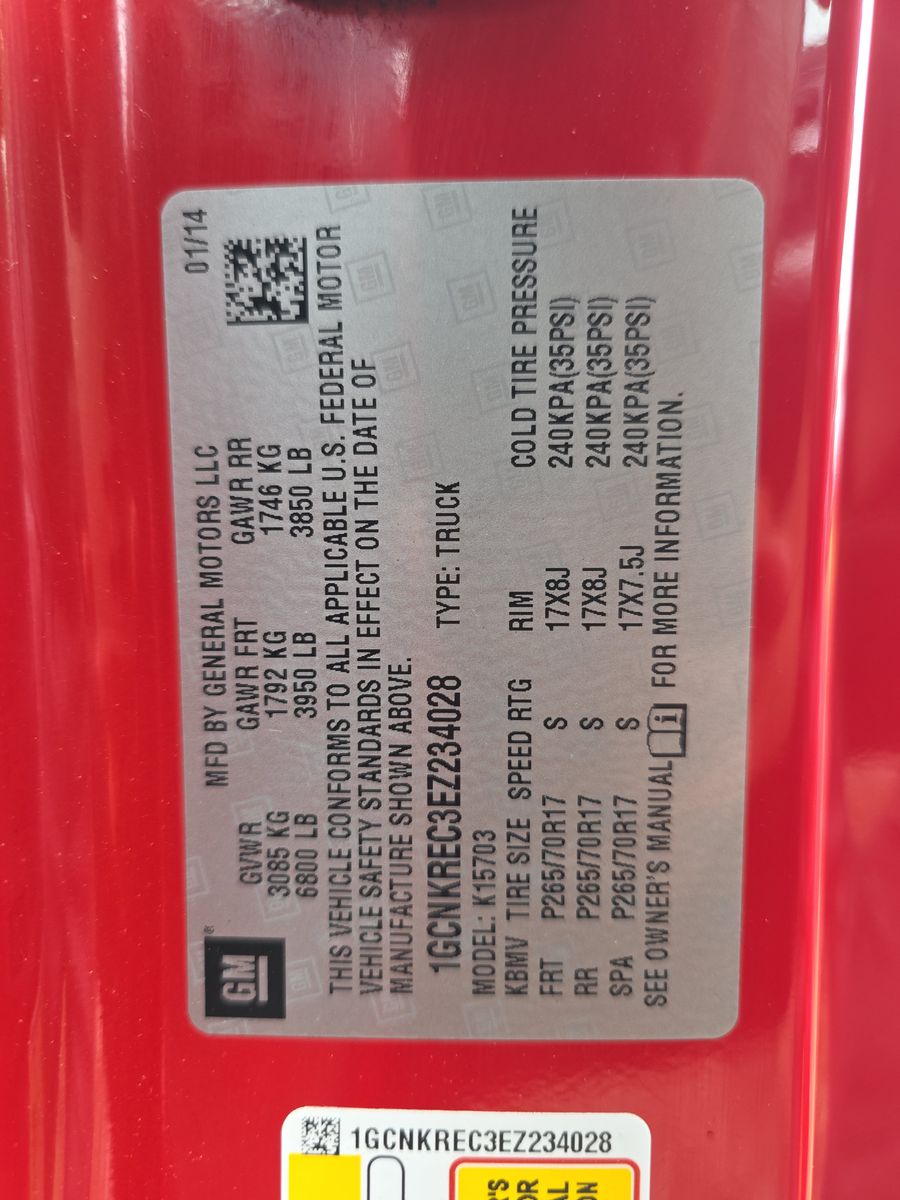 GM®
MFD BY GENERAL MOTORS LLC 01/14
GVWR GAWR FRT GAWR RR
3085 KG 1792 KG 1746 KG
6800 LB 3950 LB 3850 LB
THIS VEHICLE CONFORMS TO ALL APPLICABLE U.S. FEDERAL MOTOR
VEHICLE SAFETY STANDARDS IN EFFECT ON THE DATE OF
MANUFACTURE SHOWN ABOVE.
1GCNKREC3EZ234028 TYPE: TRUCK
MODEL: K15703
KBMV TIRE SIZE SPEED RTG RIM COLD TIRE PRESSURE
FRT P265/70R17 S 17X8J 240KPA(35PSI)
RR P265/70R17 S 17X8J 240KPA(35PSI)
SPA P265/70R17 S 17X7.5J 240KPA(35PSI)
SEE OWNER'S MANUAL i FOR MORE INFORMATION.
1GCNKREC3EZ234028